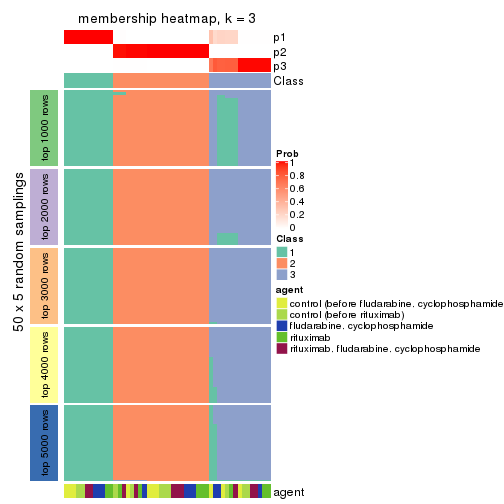 membership heatmap, k = 3
p1
p2
p3
Class
50 x 5 random samplings
top 1000 rows
top 2000 rows
top 3000 rows
top 4000 rows
top 5000 rows
Prob
1
0.8
0.6
0.4
0.2
0
Class
1
2
3
agent
control (before fludarabine. cyclophosphamide
control (before rituximab)
fludarabine. cyclophosphamide
rituximab
rituximab. fludarabine. cyclophosphamide
agent